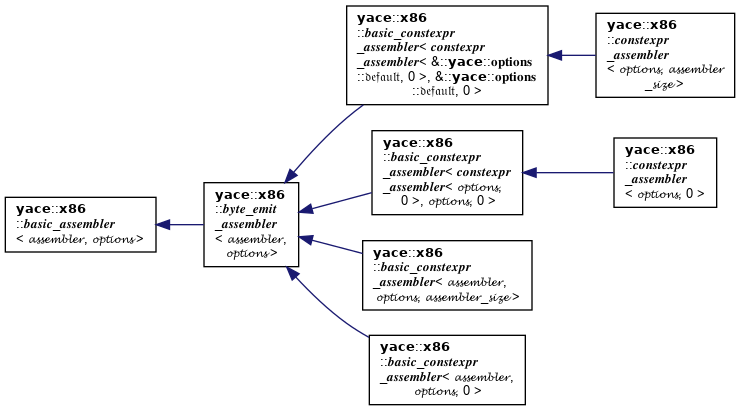 yace::x86
::basic_constexpr
_assembler< constexpr
_assembler< &::yace::options
::default, 0 >, &::yace::options
::default, 0 >
yace::x86
::constexpr
_assembler
< options, assembler
_size >
yace::x86
::basic_constexpr
_assembler< constexpr
_assembler< options,
0 >, options, 0 >
yace::x86
::constexpr
_assembler
< options, 0 >
yace::x86
::basic_assembler
< assembler, options >
yace::x86
::byte_emit
_assembler
< assembler,
options >
yace::x86
::basic_constexpr
_assembler< assembler,
options, assembler_size >
yace::x86
::basic_constexpr
_assembler< assembler,
options, 0 >